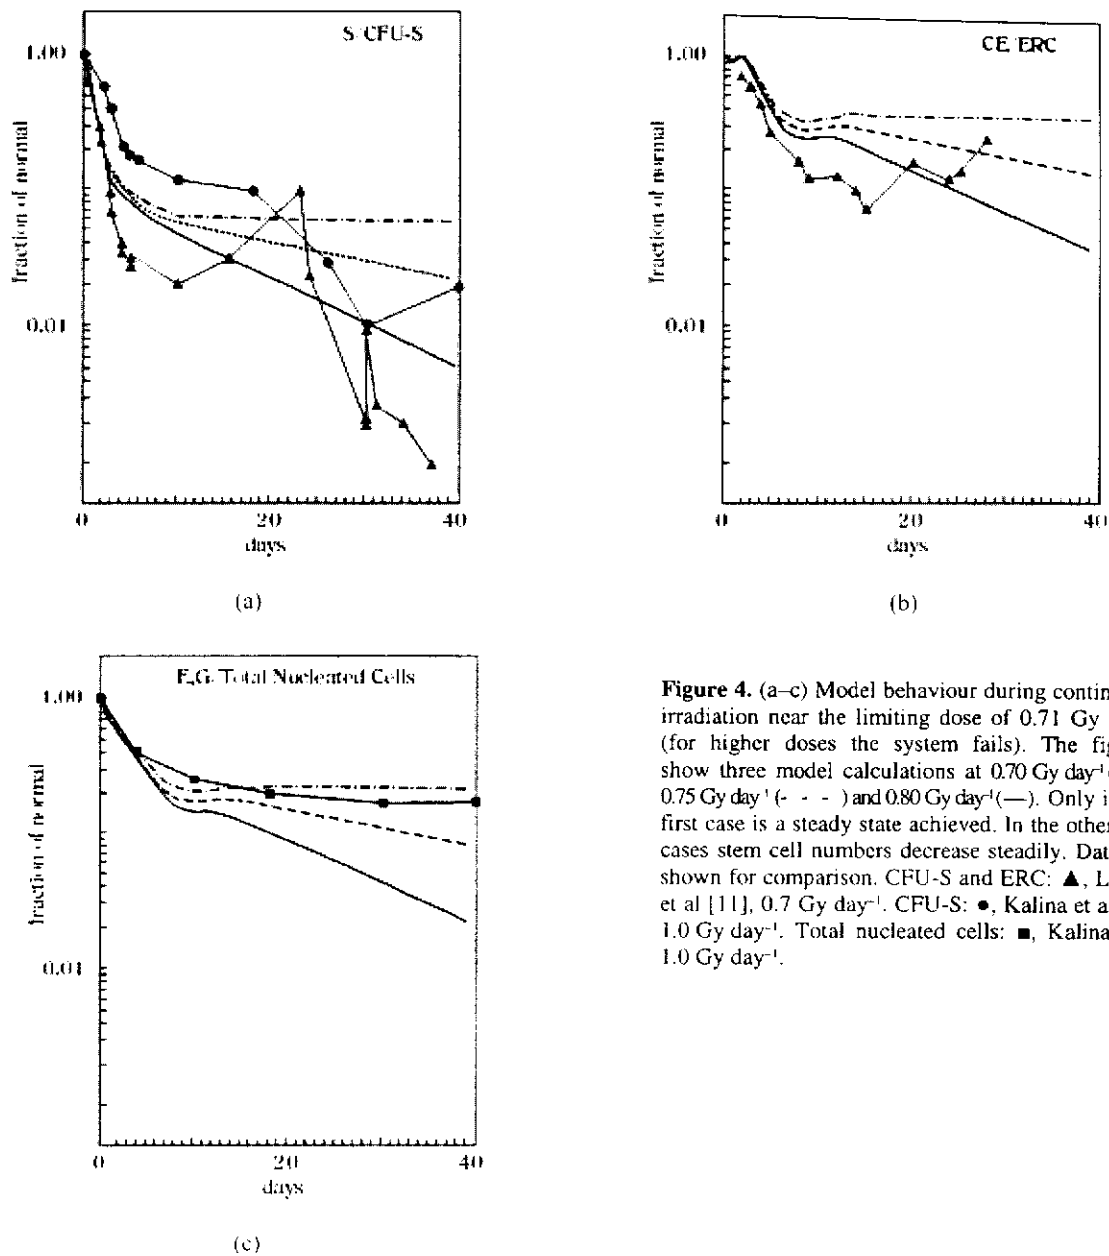 S/CFU-S
1.00
fraction of normal
0.01
0
20
40
days
(a)
CE/ERC
1.00
fraction of normal
0.01
0
20
40
days
(b)
E,G/Total Nucleated Cells
1.00
fraction of normal
0.01
0
20
40
days
(c)
Figure 4. (a–c) Model behaviour during contin
irradiation near the limiting dose of 0.71 Gy
(for higher doses the system fails). The fig
show three model calculations at 0.70 Gy day⁻¹(
0.75 Gy day⁻¹ (- - - ) and 0.80 Gy day⁻¹(—). Only i
first case is a steady state achieved. In the other
cases stem cell numbers decrease steadily. Dat
shown for comparison. CFU-S and ERC: ▲, L
et al [11], 0.7 Gy day⁻¹. CFU-S: ●, Kalina et a
1.0 Gy day⁻¹. Total nucleated cells: ■, Kalina
1.0 Gy day⁻¹.